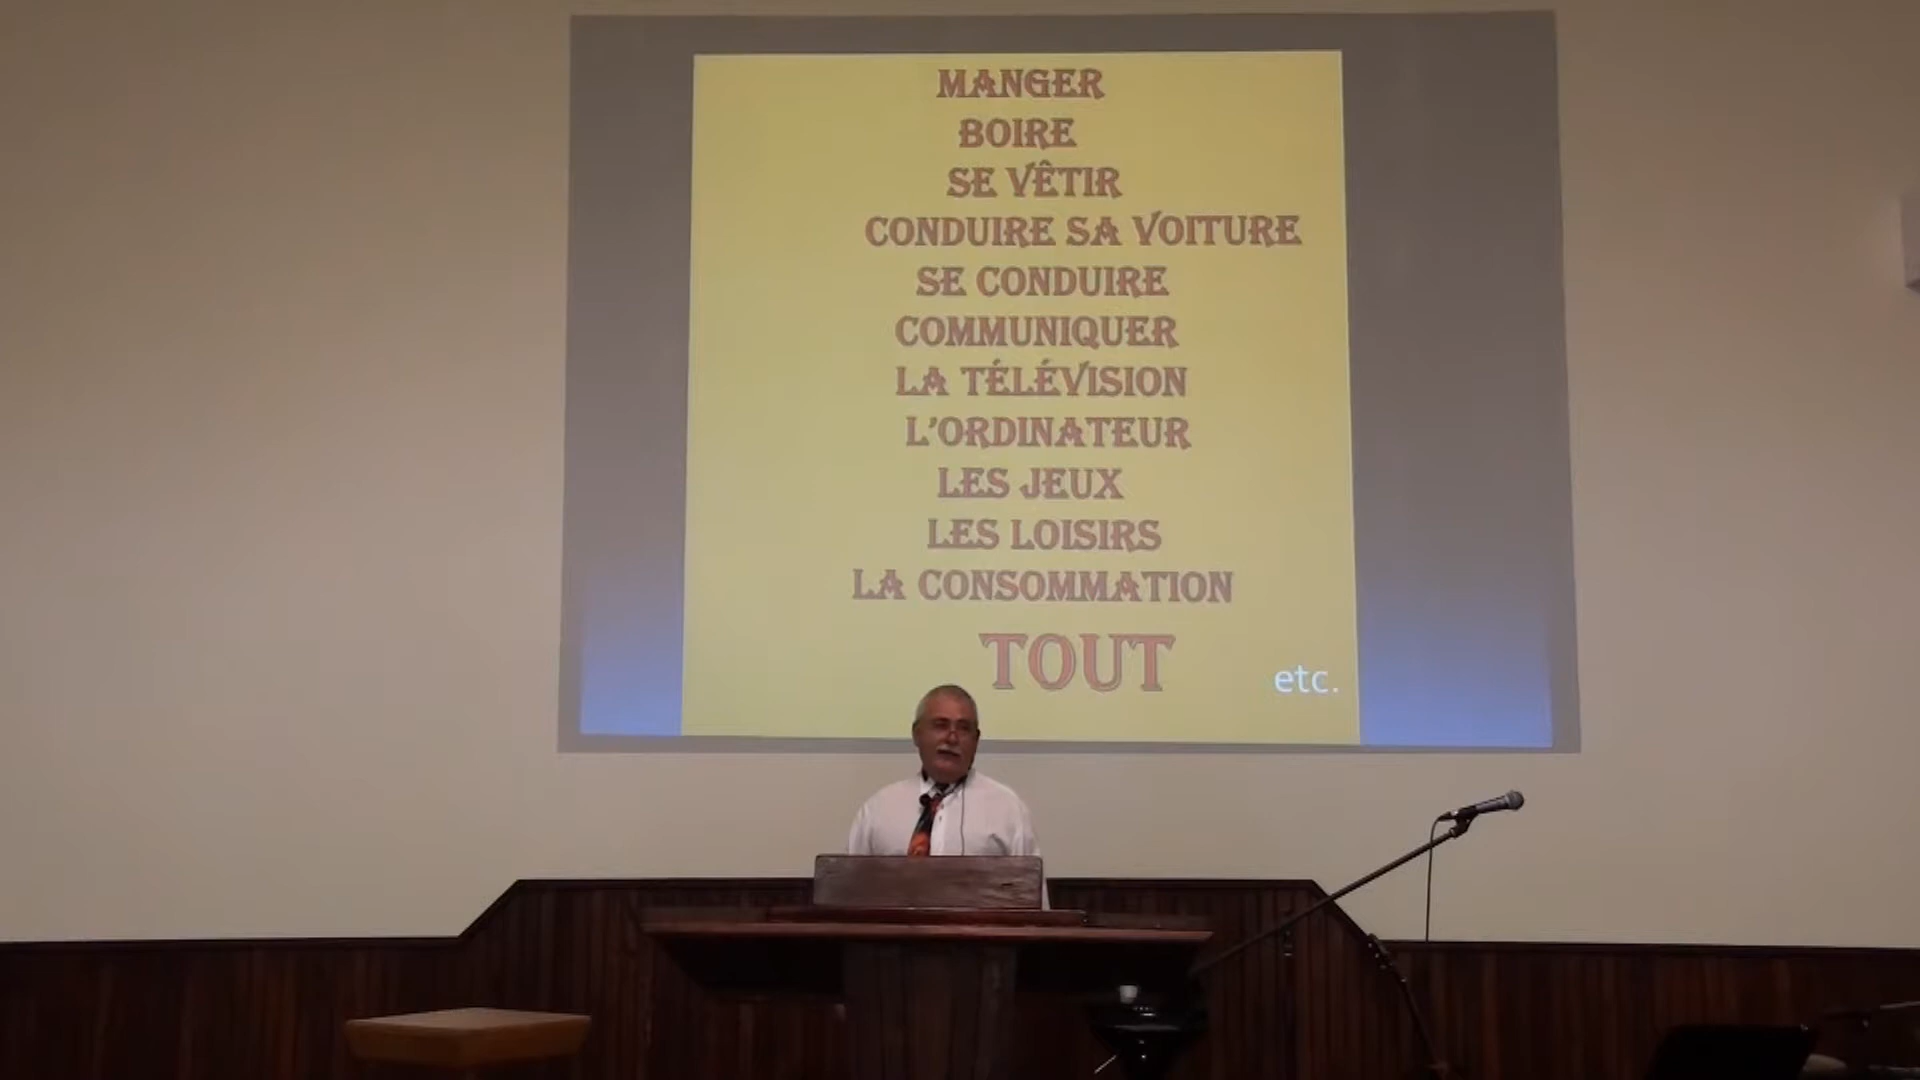 MANGER
BOIRE
SE VÊTIR
CONDUIRE SA VOITURE
SE CONDUIRE
COMMUNIQUER
LA TÉLÉVISION
L'ORDINATEUR
LES JEUX
LES LOISIRS
LA CONSOMMATION
TOUT
etc.